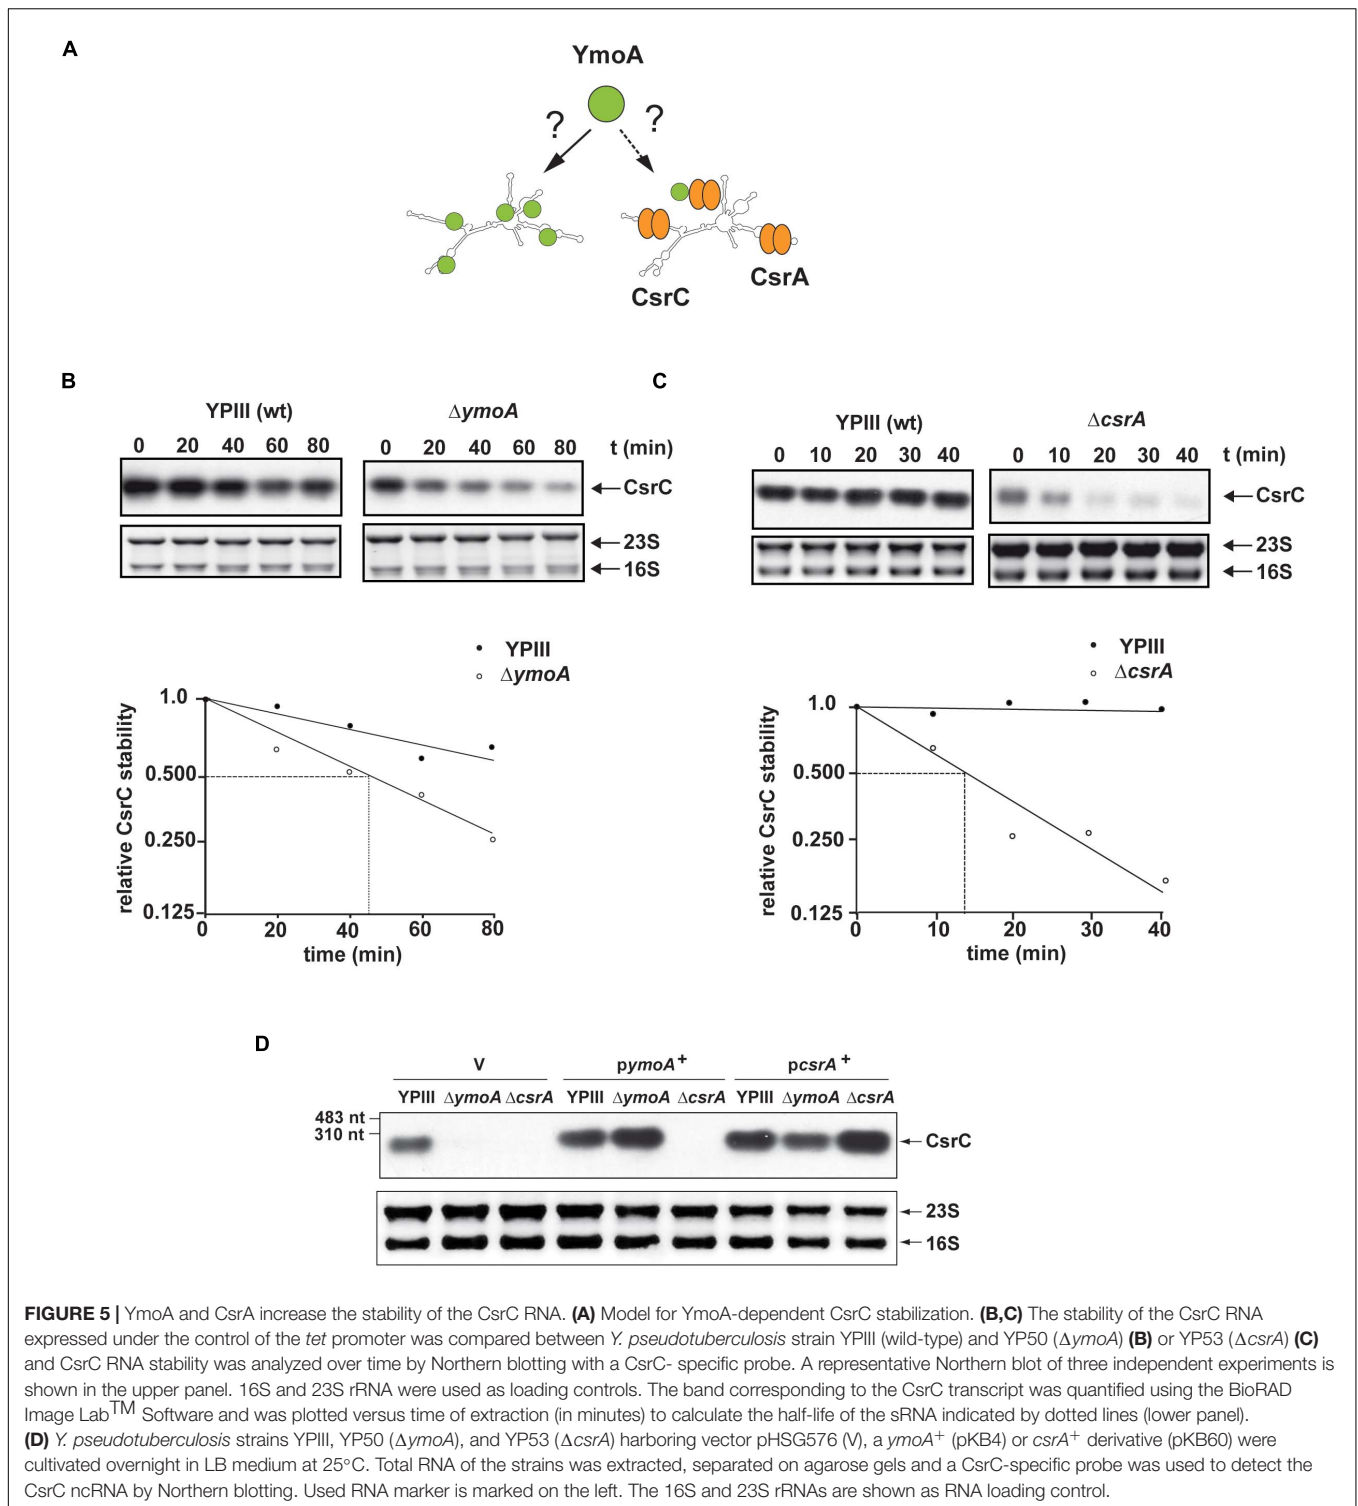 A
YmoA
? ?
CsrA
CsrC
B
YPIII (wt) ΔymoA
0 20 40 60 80 0 20 40 60 80 t (min)
CsrC
23S
16S
YPIII
ΔymoA
relative CsrC stability
1.0
0.500
0.250
0.125
0 20 40 60 80
time (min)
C
YPIII (wt) ΔcsrA
0 10 20 30 40 0 10 20 30 40 t (min)
CsrC
23S
16S
YPIII
ΔcsrA
relative CsrC stability
1.0
0.500
0.250
0.125
0 10 20 30 40
time (min)
D
V pymoA+ pcsrA+
YPIII ΔymoA ΔcsrA YPIII ΔymoA ΔcsrA YPIII ΔymoA ΔcsrA
483 nt
310 nt
CsrC
23S
16S
FIGURE 5 | YmoA and CsrA increase the stability of the CsrC RNA. (A) Model for YmoA-dependent CsrC stabilization. (B,C) The stability of the CsrC RNA
expressed under the control of the tet promoter was compared between Y. pseudotuberculosis strain YPIII (wild-type) and YP50 (ΔymoA) (B) or YP53 (ΔcsrA) (C)
and CsrC RNA stability was analyzed over time by Northern blotting with a CsrC- specific probe. A representative Northern blot of three independent experiments is
shown in the upper panel. 16S and 23S rRNA were used as loading controls. The band corresponding to the CsrC transcript was quantified using the BioRAD
Image Lab™ Software and was plotted versus time of extraction (in minutes) to calculate the half-life of the sRNA indicated by dotted lines (lower panel).
(D) Y. pseudotuberculosis strains YPIII, YP50 (ΔymoA), and YP53 (ΔcsrA) harboring vector pHSG576 (V), a ymoA+ (pKB4) or csrA+ derivative (pKB60) were
cultivated overnight in LB medium at 25°C. Total RNA of the strains was extracted, separated on agarose gels and a CsrC-specific probe was used to detect the
CsrC ncRNA by Northern blotting. Used RNA marker is marked on the left. The 16S and 23S rRNAs are shown as RNA loading control.